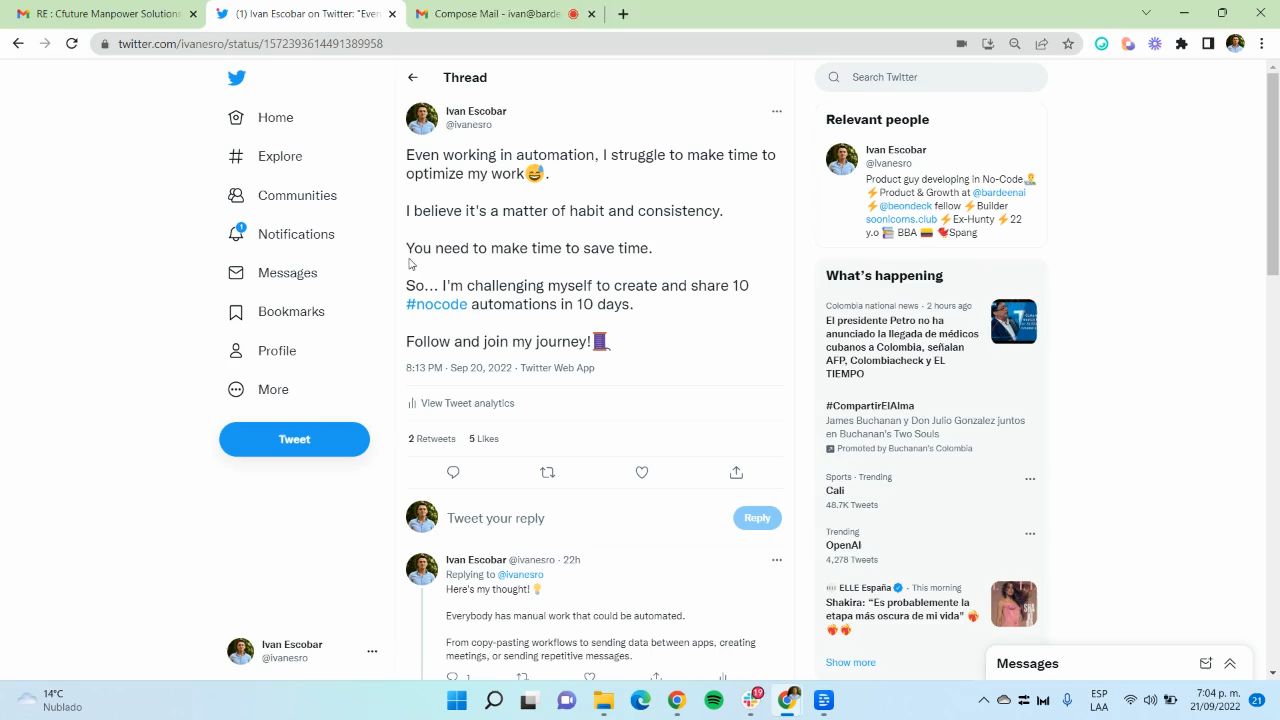 RE : Cuture Manpower Solutions
(1) Ivan Escobar on Twitter: "Even
Compose Mail - ivan@barde
twitter.com/ivanesro/status/1572393614491389958
Home
Explore
Communities
1
Notifications
Messages
Bookmarks
Profile
More
Tweet
Ivan Escobar
@ivanesro
Thread
Ivan Escobar
@ivanesro
Even working in automation, I struggle to make time to
optimize my work😅.
I believe it's a matter of habit and consistency.
You need to make time to save time.
So... I'm challenging myself to create and share 10
#nocode automations in 10 days.
Follow and join my journey!🧵
8:13 PM · Sep 20, 2022 · Twitter Web App
View Tweet analytics
2 Retweets 5 Likes
Tweet your reply
Reply
Ivan Escobar @ivanesro · 22h
Replying to @ivanesro
Here's my thought!💡
Everybody has manual work that could be automated.
From copy-pasting workflows to sending data between apps, creating
meetings, or sending repetitive messages.
Search Twitter
Relevant people
Ivan Escobar
@ivanesro
Product guy developing in No-Code
⚡Product & Growth at @bardeenai
⚡@beondeck fellow ⚡Builder
soonicorns.club ⚡Ex-Hunty ⚡22
y.o 📚 BBA 🇨🇴 Spang
What's happening
Colombia national news · 2 hours ago
El presidente Petro no ha
anunciado la llegada de médicos
cubanos a Colombia, señalan
AFP, Colombiacheck y EL
TIEMPO
#CompartirElAlma
James Buchanan y Don Julio Gonzalez juntos
en Buchanan's Two Souls
Promoted by Buchanan's Colombia
Sports · Trending
Cali
48.7K Tweets
Trending
OpenAI
4,278 Tweets
ELLE España · This morning
Shakira: "Es probablemente la
etapa más oscura de mi vida" ❤️‍🔥
❤️‍🔥❤️‍🔥
Show more
Messages
14°C
Nublado
19
ESP
LAA
7:04 p. m.
21/09/2022
21